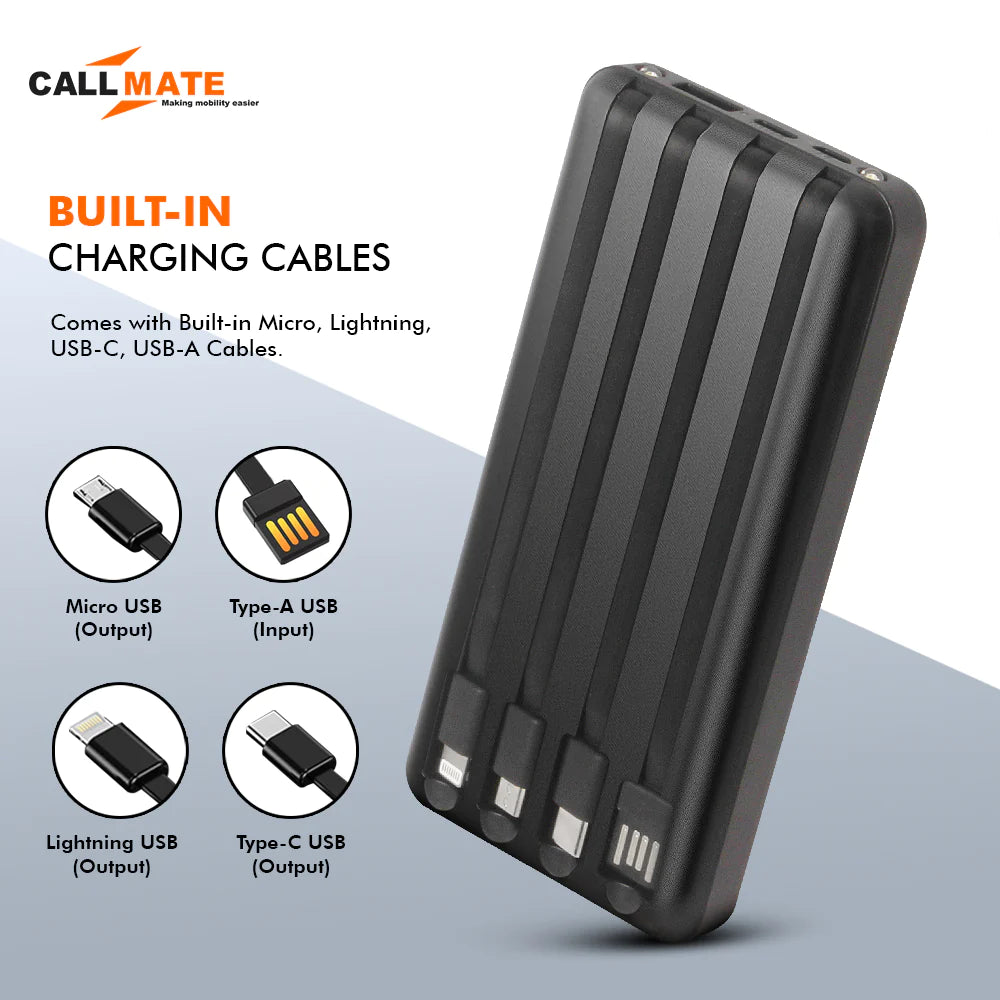 CALLMATE
Making mobility easier
BUILT-IN
CHARGING CABLES
Comes with Built-in Micro, Lightning,
USB-C, USB-A Cables.
Micro USB
(Output)
Type-A USB
(Input)
Lightning USB
(Output)
Type-C USB
(Output)